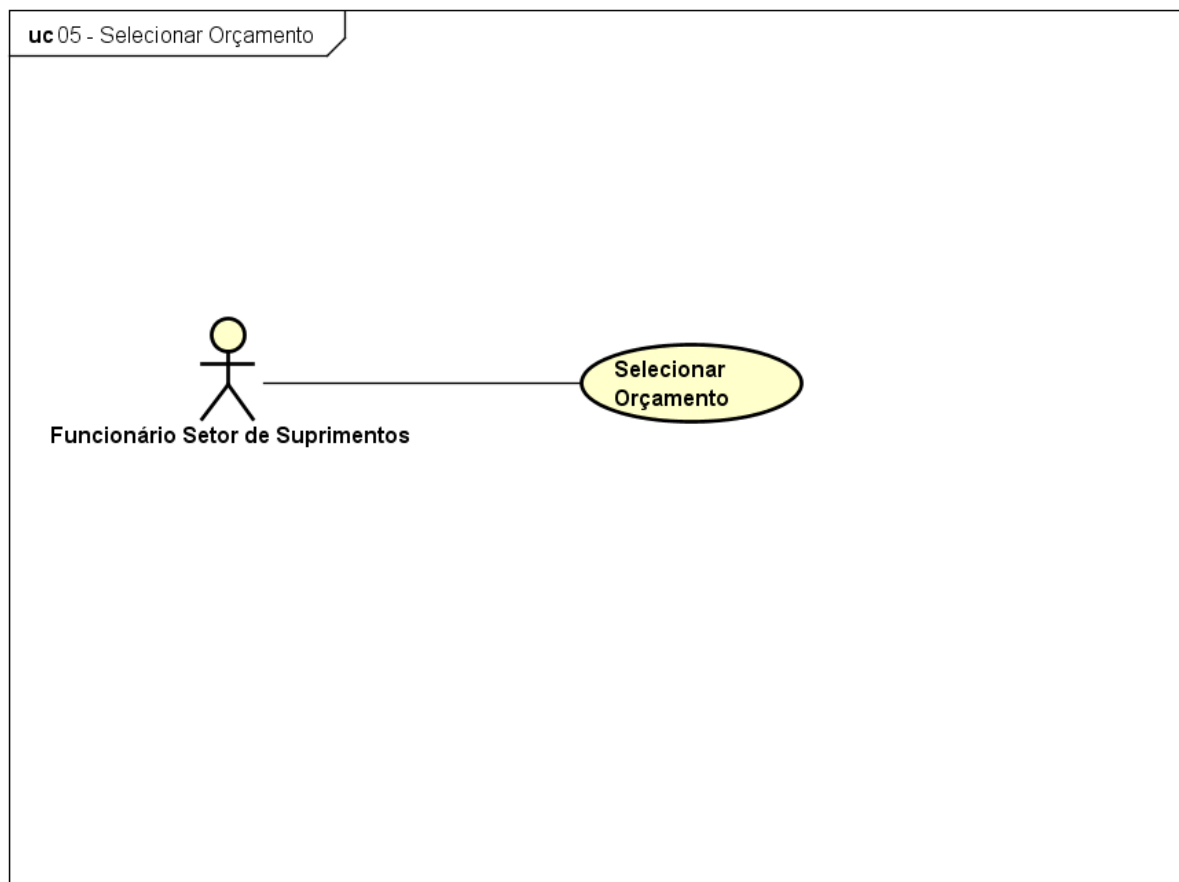 uc 05 - Selecionar Orçamento
Funcionário Setor de Suprimentos
Selecionar
Orçamento